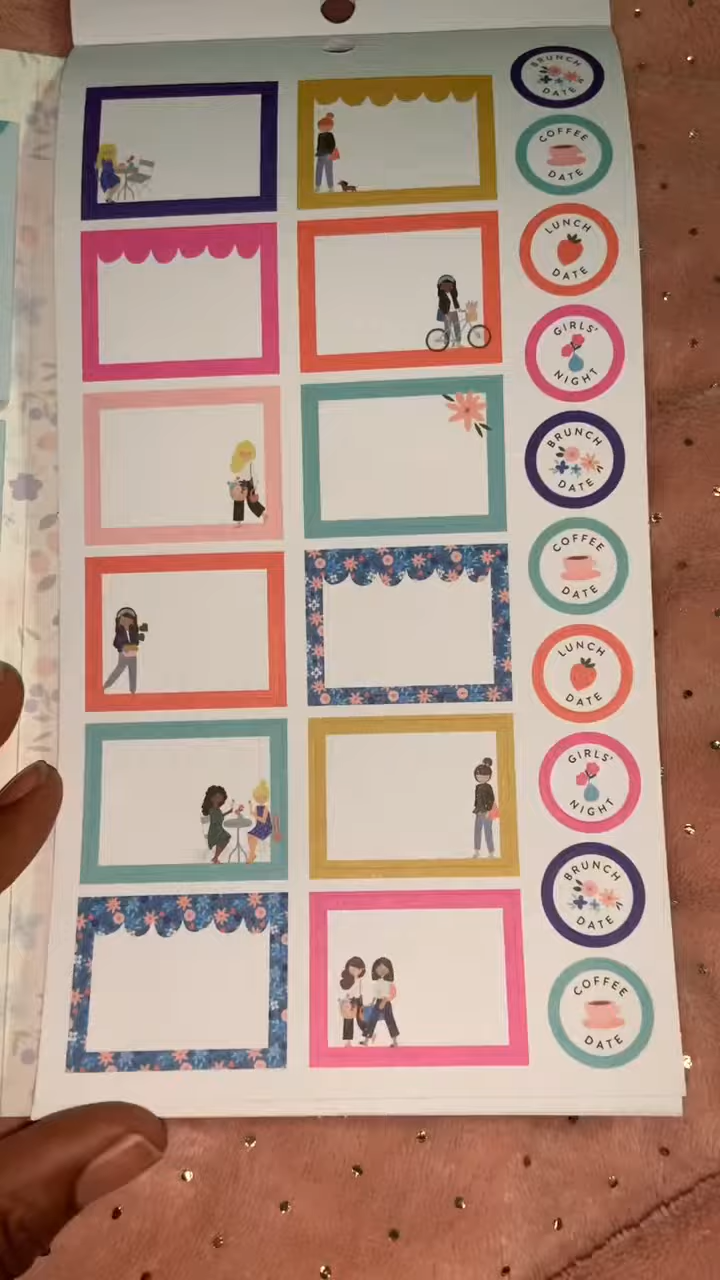 BRUNCH
DATE
COFFEE
DATE
LUNCH
DATE
GIRLS'
NIGHT
BRUNCH
DATE
COFFEE
DATE
LUNCH
DATE
GIRLS'
NIGHT
BRUNCH
DATE
COFFEE
DATE